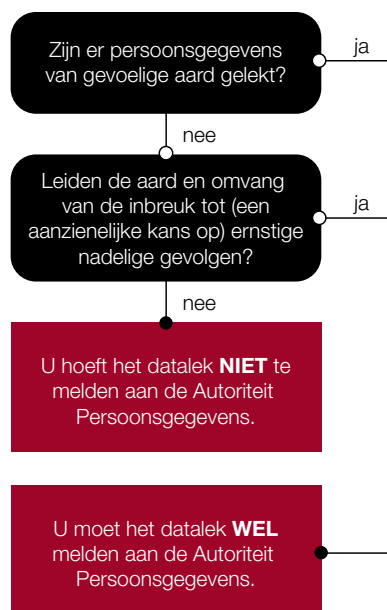 Zijn er persoonsgegevens
van gevoelige aard gelekt?
ja
nee
Leiden de aard en omvang
van de inbreuk tot (een
aanzienelijke kans op) ernstige
nadelige gevolgen?
ja
nee
U hoeft het datalek NIET te
melden aan de Autoriteit
Persoonsgegevens.
U moet het datalek WEL
melden aan de Autoriteit
Persoonsgegevens.